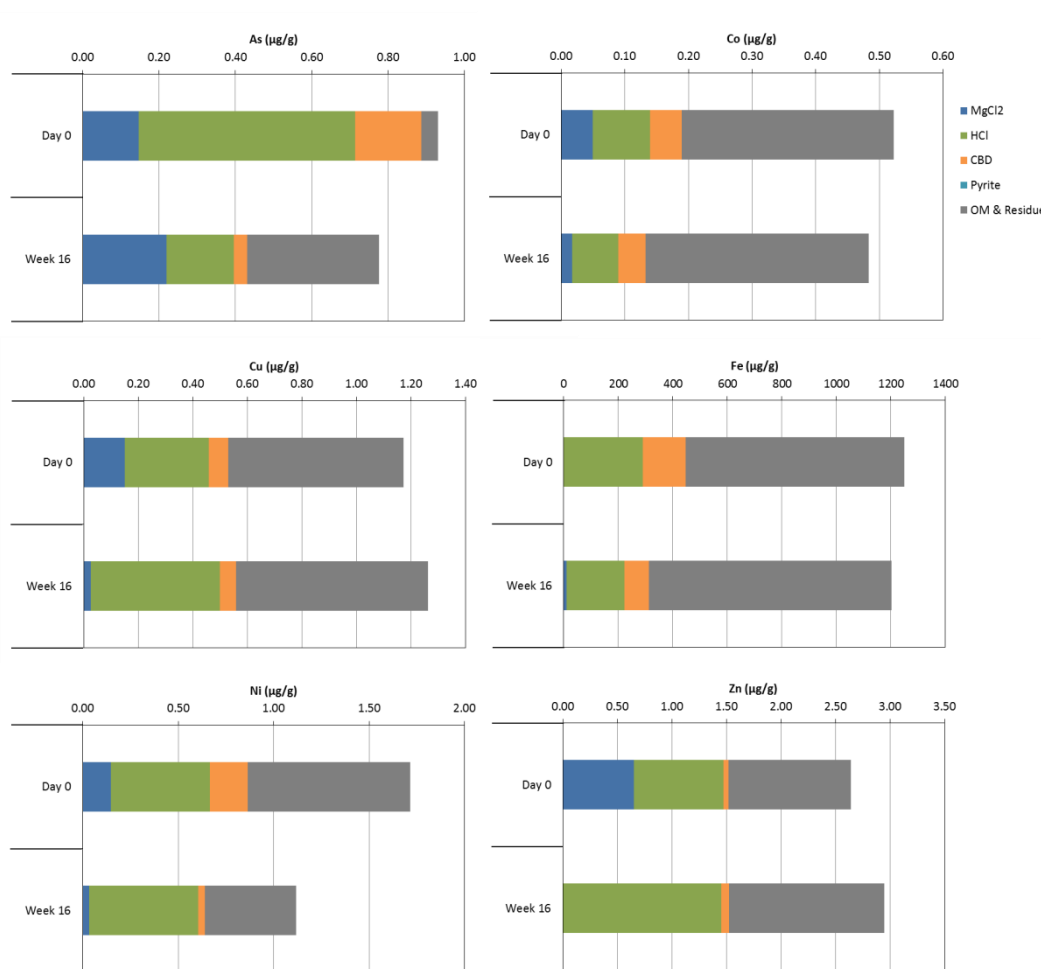 As (µg/g)
0.00 0.20 0.40 0.60 0.80 1.00
Day 0
Week 16
Co (µg/g)
0.00 0.10 0.20 0.30 0.40 0.50 0.60
Day 0
Week 16
MgCl2
HCl
CBD
Pyrite
OM & Residue
Cu (µg/g)
0.00 0.20 0.40 0.60 0.80 1.00 1.20 1.40
Day 0
Week 16
Fe (µg/g)
0 200 400 600 800 1000 1200 1400
Day 0
Week 16
Ni (µg/g)
0.00 0.50 1.00 1.50 2.00
Day 0
Week 16
Zn (µg/g)
0.00 0.50 1.00 1.50 2.00 2.50 3.00 3.50
Day 0
Week 16